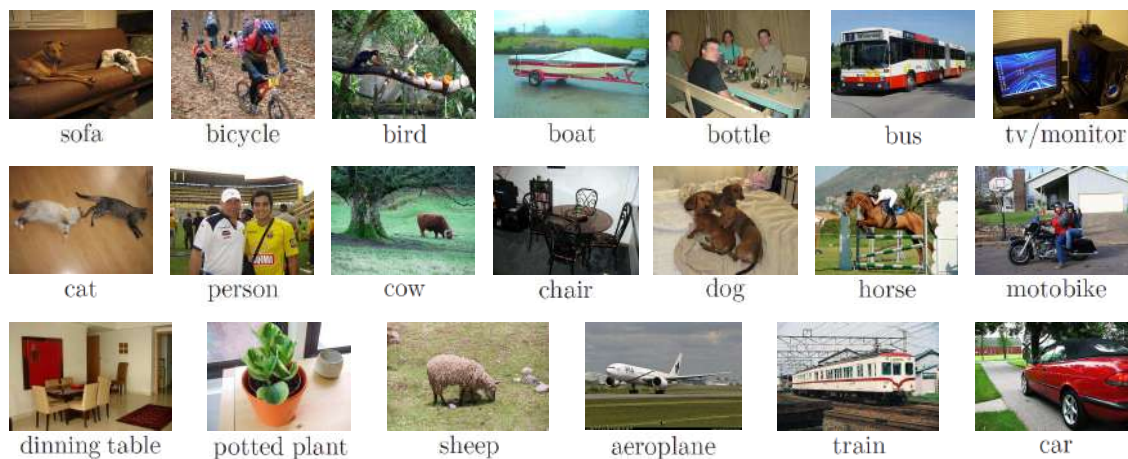 sofa
bicycle
bird
boat
bottle
bus
tv/monitor
cat
person
cow
chair
dog
horse
motobike
dinning table
potted plant
sheep
aeroplane
train
car